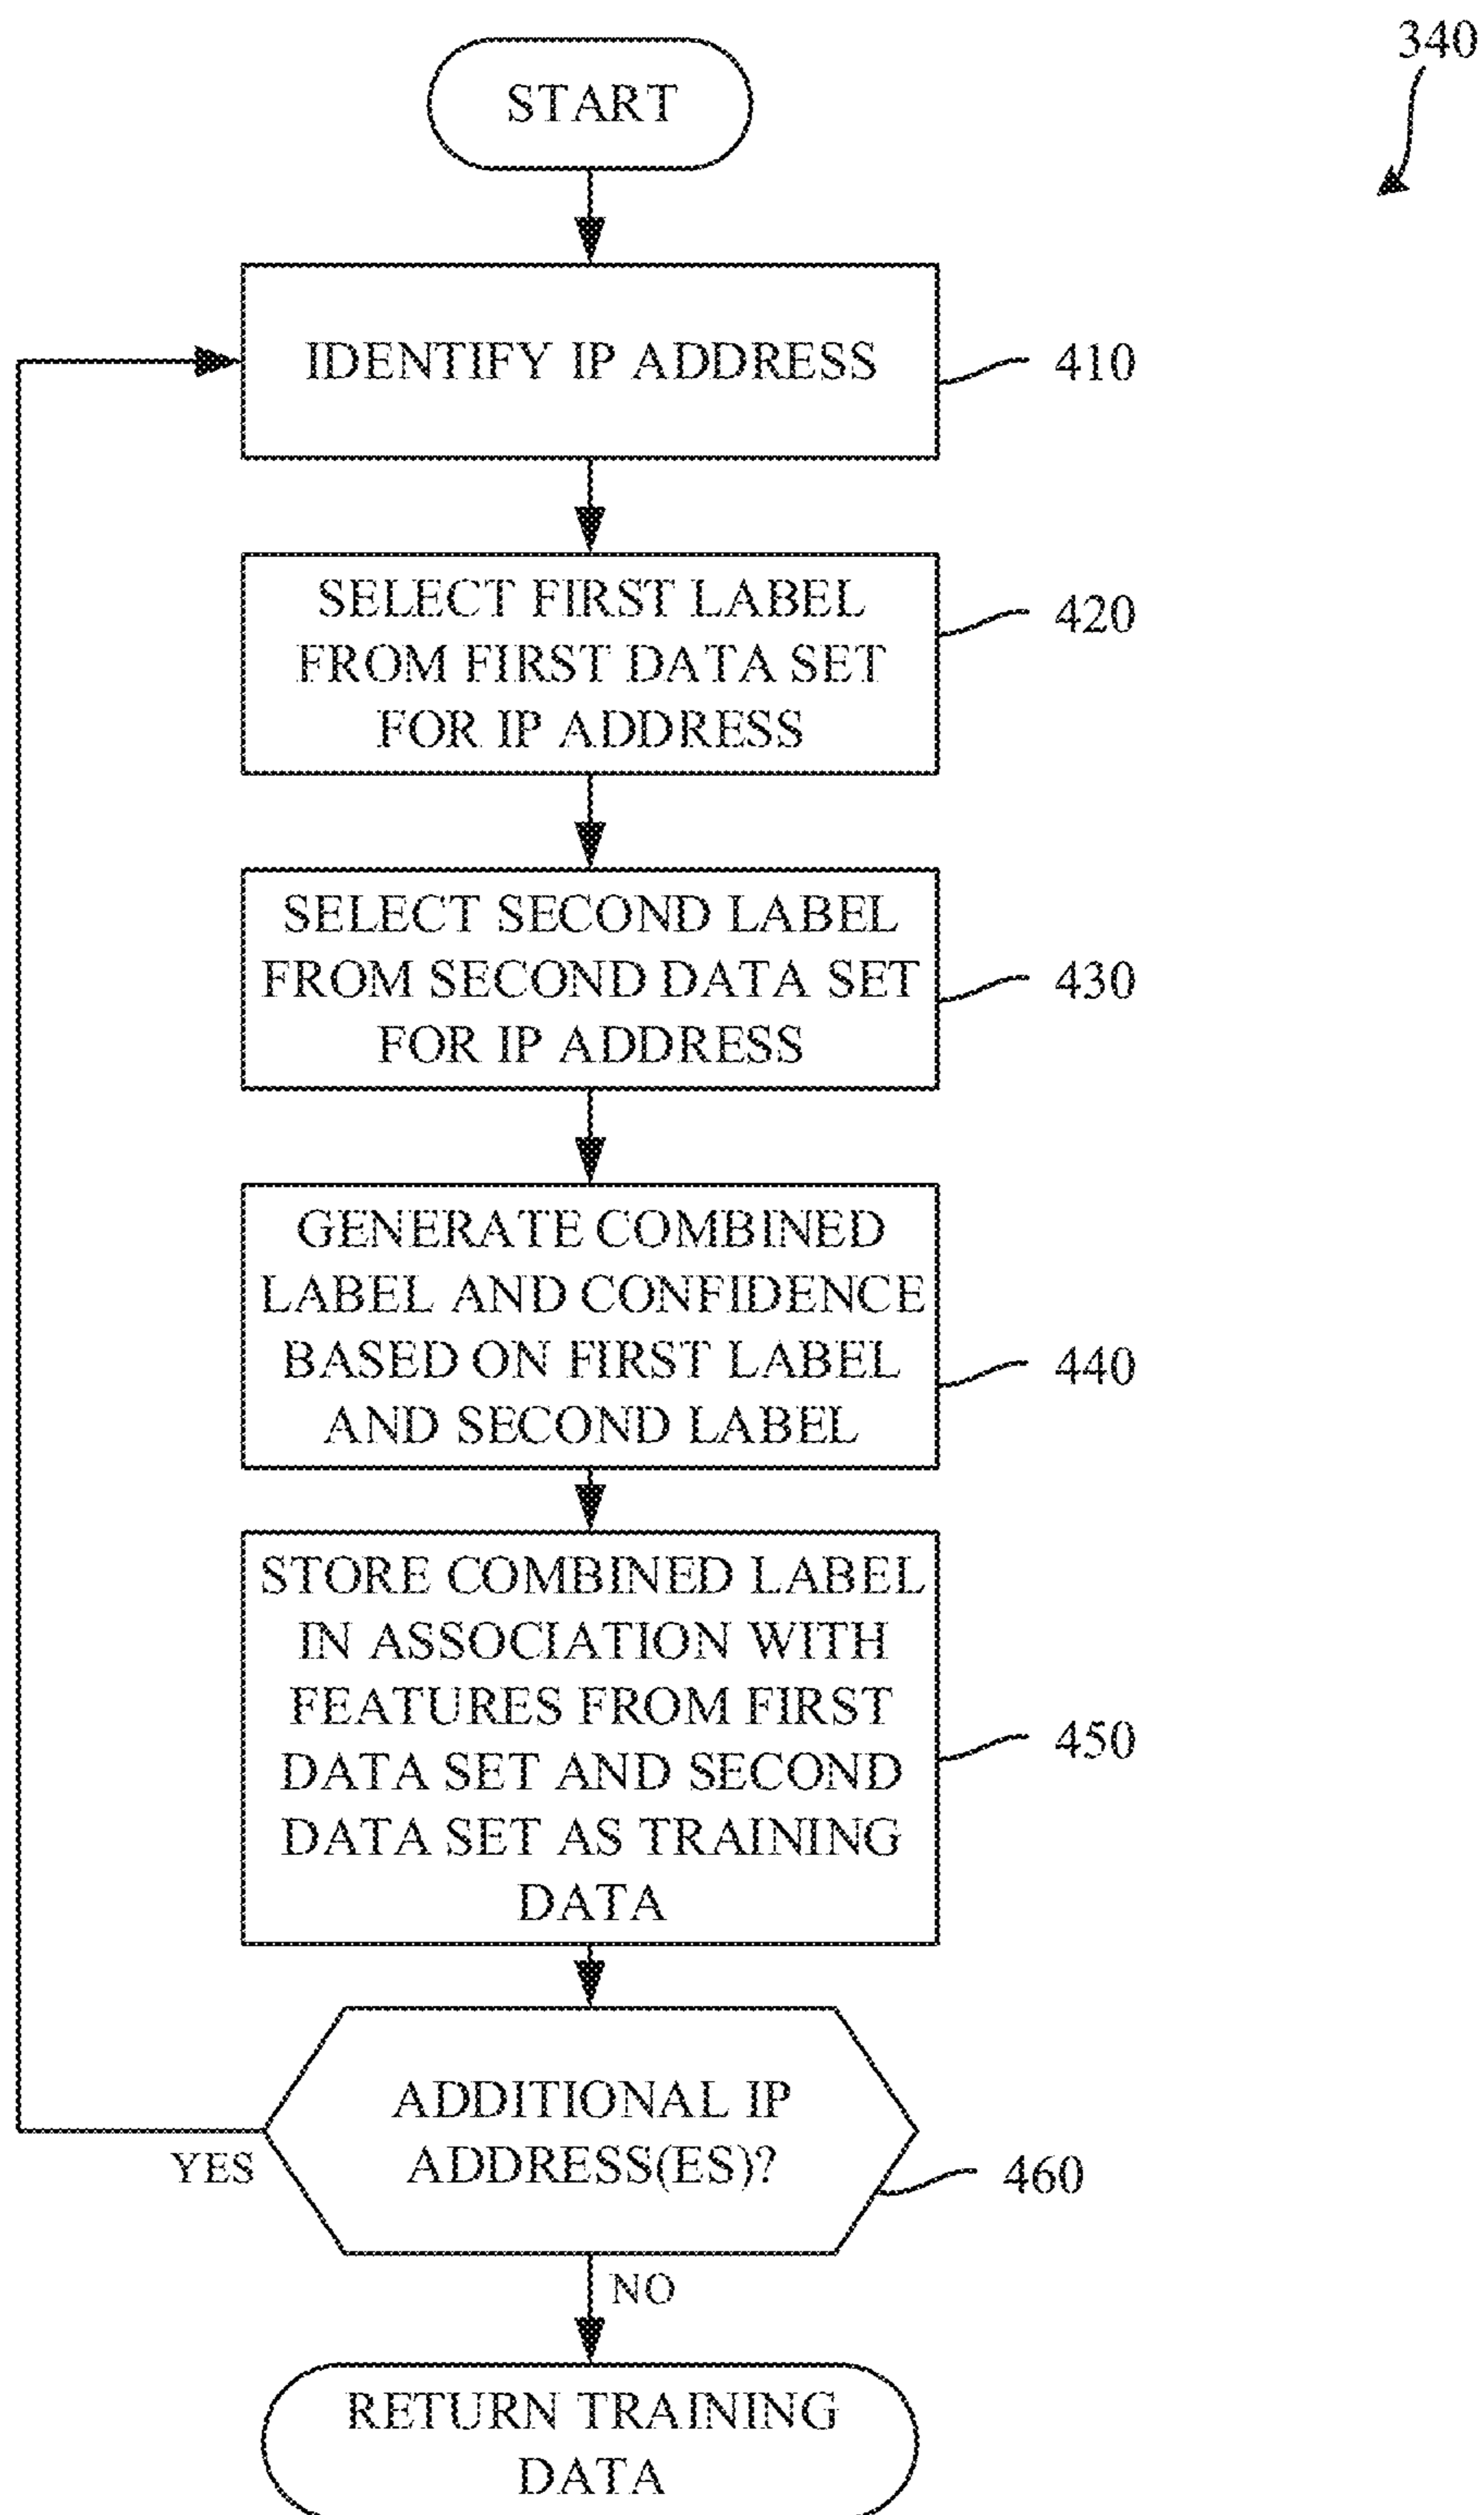 340
START
IDENTIFY IP ADDRESS
410
SELECT FIRST LABEL
FROM FIRST DATA SET
FOR IP ADDRESS
420
SELECT SECOND LABEL
FROM SECOND DATA SET
FOR IP ADDRESS
430
GENERATE COMBINED
LABEL AND CONFIDENCE
BASED ON FIRST LABEL
AND SECOND LABEL
440
STORE COMBINED LABEL
IN ASSOCIATION WITH
FEATURES FROM FIRST
DATA SET AND SECOND
DATA SET AS TRAINING
DATA
450
ADDITIONAL IP
ADDRESS(ES)?
460
YES
NO
RETURN TRAINING
DATA